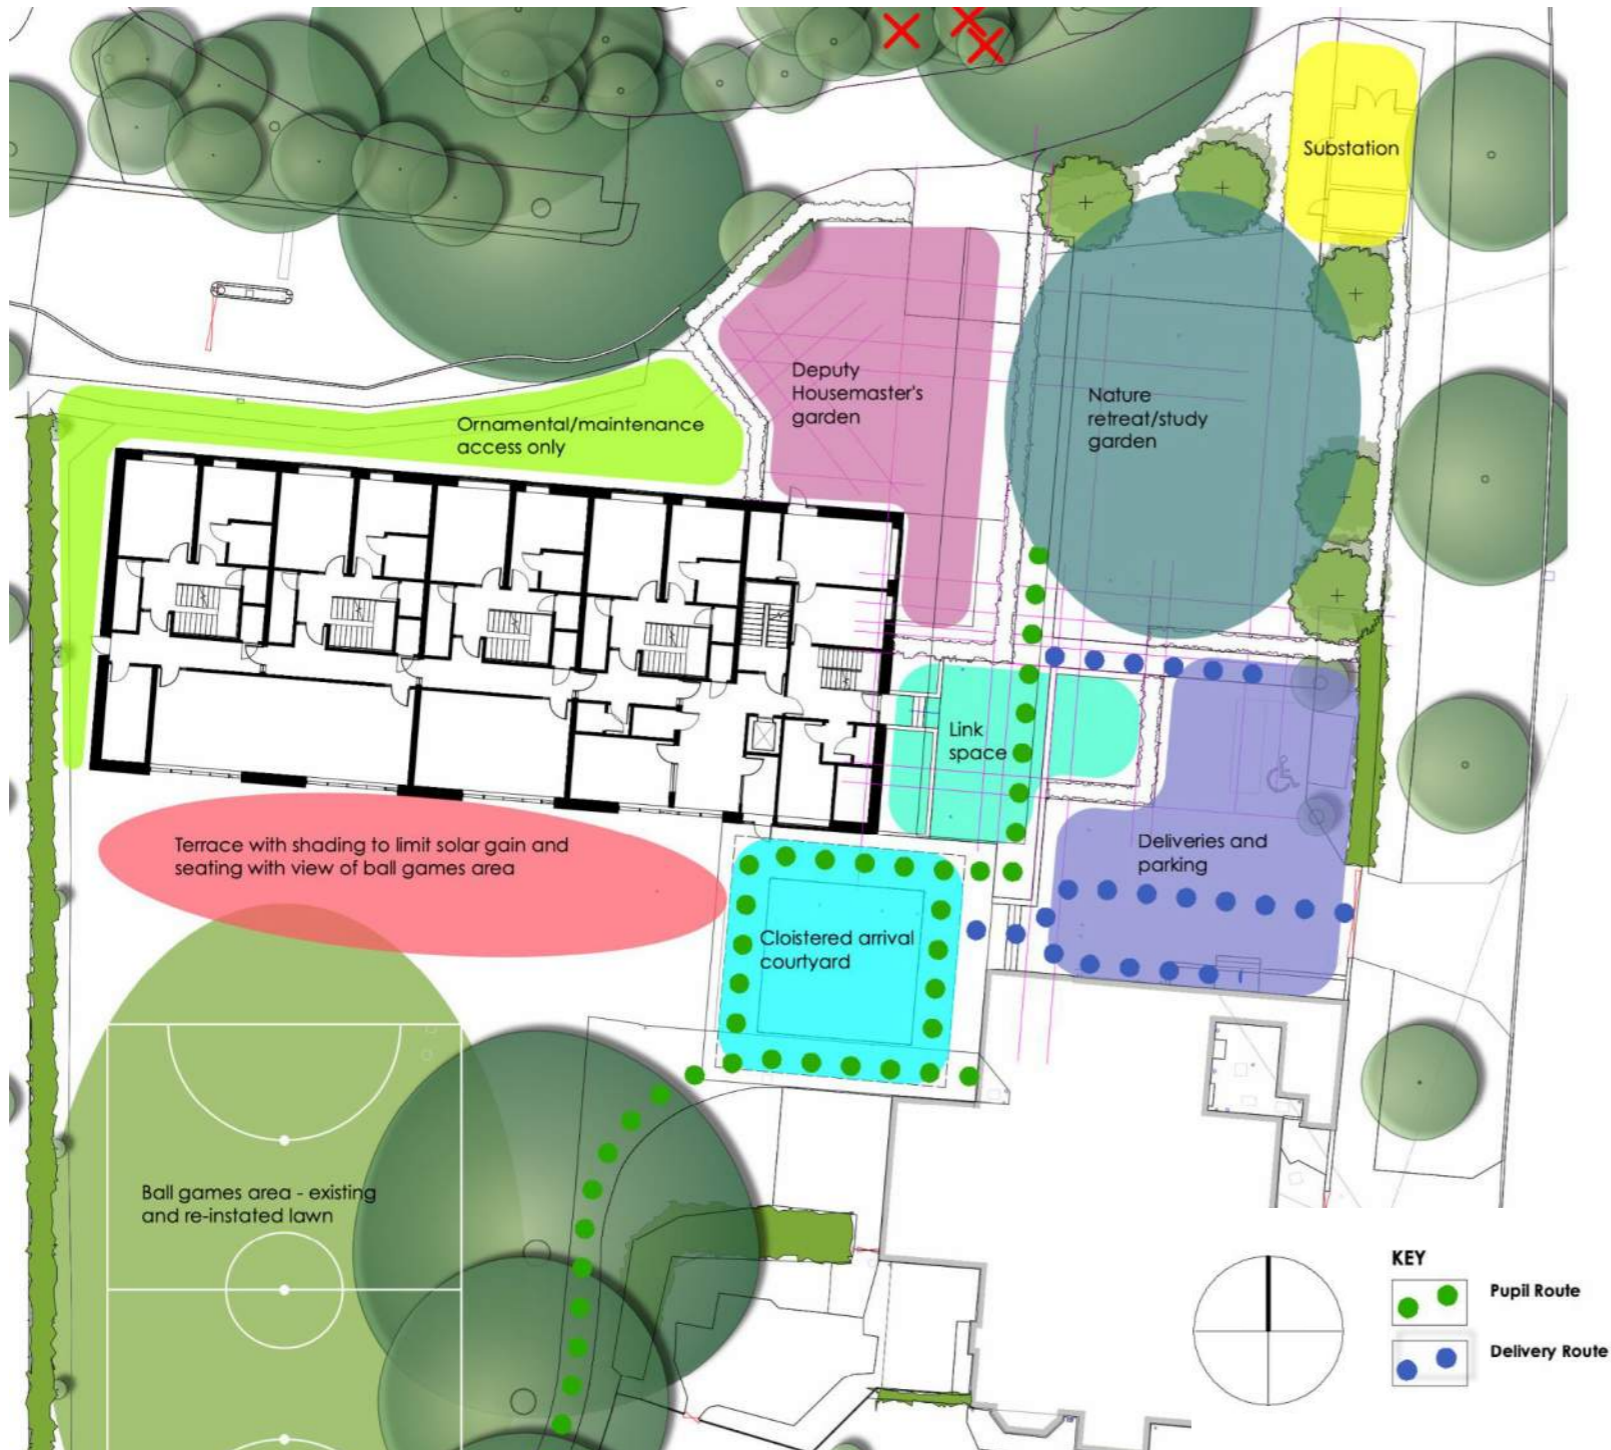 Substation
Deputy
Housemaster's
garden
Nature
retreat/study
garden
Ornamental/maintenance
access only
Link
space
Terrace with shading to limit solar gain and
seating with view of ball games area
Deliveries and
parking
Cloistered arrival
courtyard
Ball games area - existing
and re-instated lawn
KEY
Pupil Route
Delivery Route